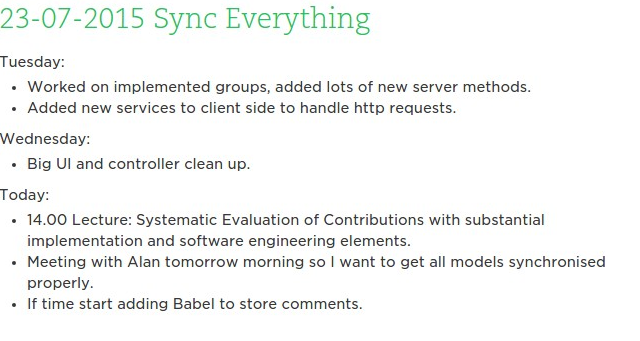 23-07-2015 Sync Everything
Tuesday:
• Worked on implemented groups, added lots of new server methods.
• Added new services to client side to handle http requests.
Wednesday:
• Big UI and controller clean up.
Today:
• 14.00 Lecture: Systematic Evaluation of Contributions with substantial
implementation and software engineering elements.
• Meeting with Alan tomorrow morning so I want to get all models synchronised
properly.
• If time start adding Babel to store comments.